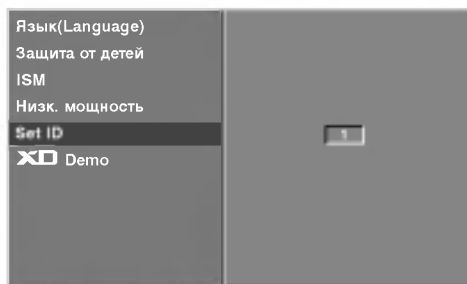 Язык(Language)
Защита от детей
ISM
Низк. мощность
Set ID
1
XD Demo